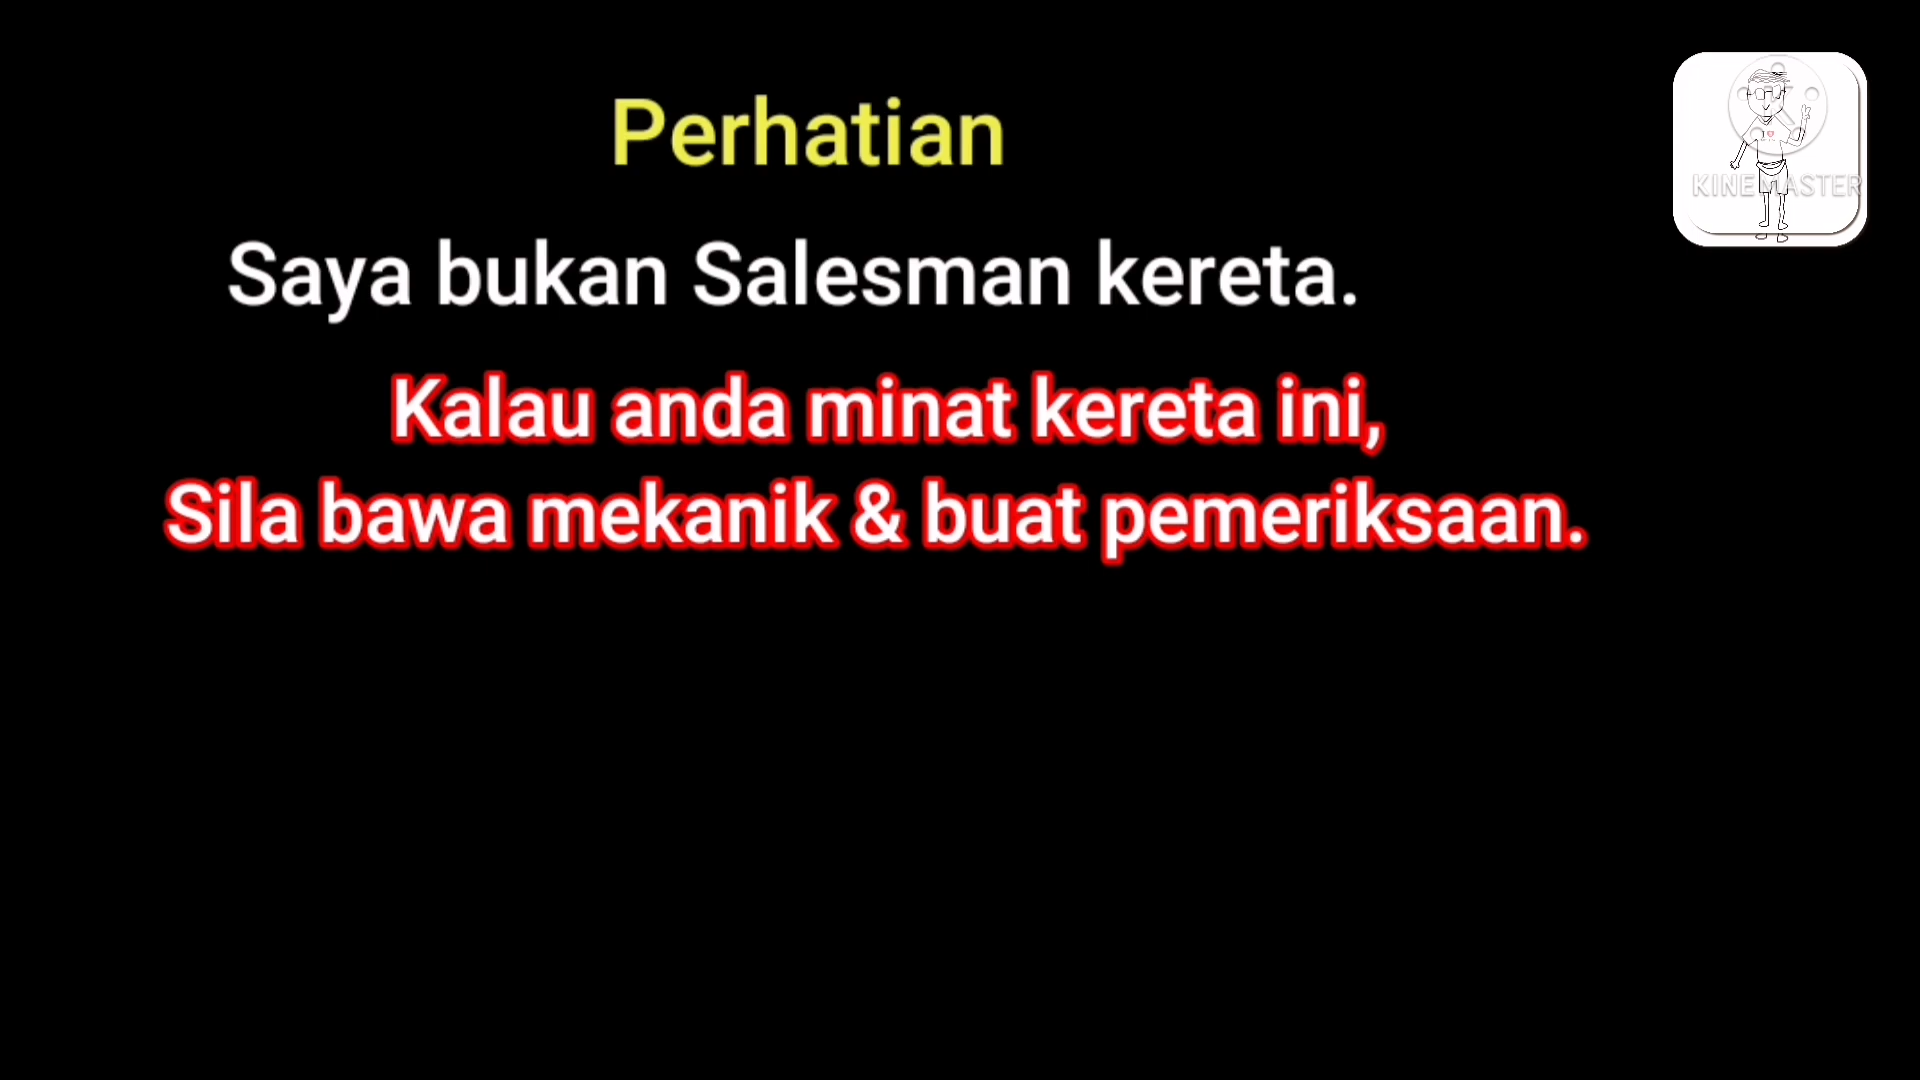 Perhatian
Saya bukan Salesman kereta.
Kalau anda minat kereta ini,
Sila bawa mekanik & buat pemeriksaan.
KINEMASTER